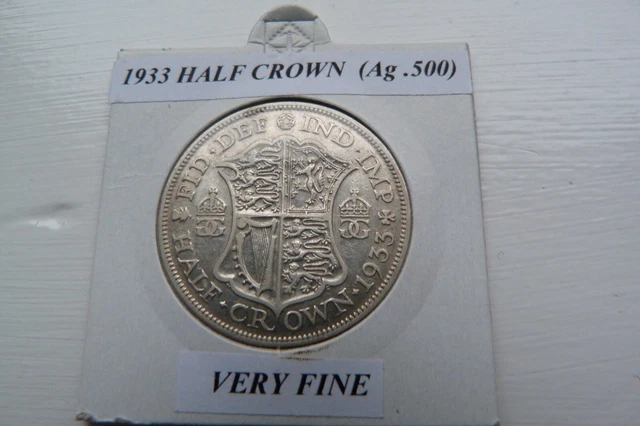 1933 HALF CROWN (Ag .500)
FID · DEF IND · IMP
HALF · CROWN · 1933
VERY FINE